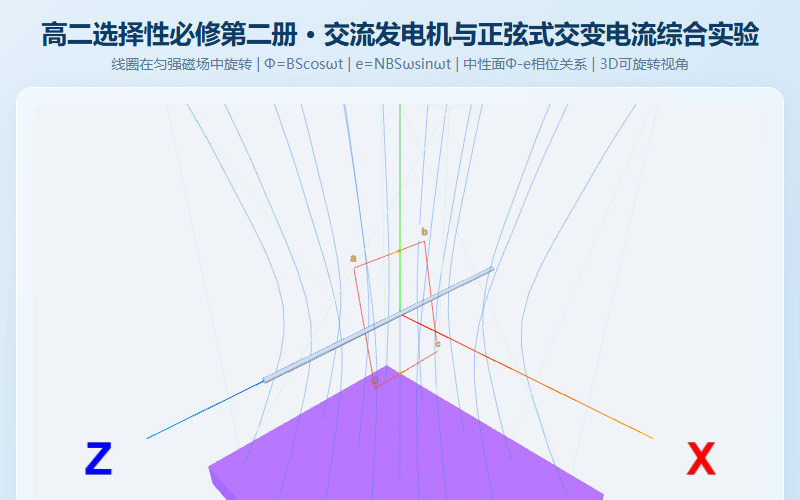 高二选择性必修第二册 · 交流发电机与正弦式交变电流综合实验
线圈在匀强磁场中旋转 | Φ=BScosωt | e=NBSωsinωt | 中性面Φ-e相位关系 | 3D可旋转视角
b
a
c
d
Z
X